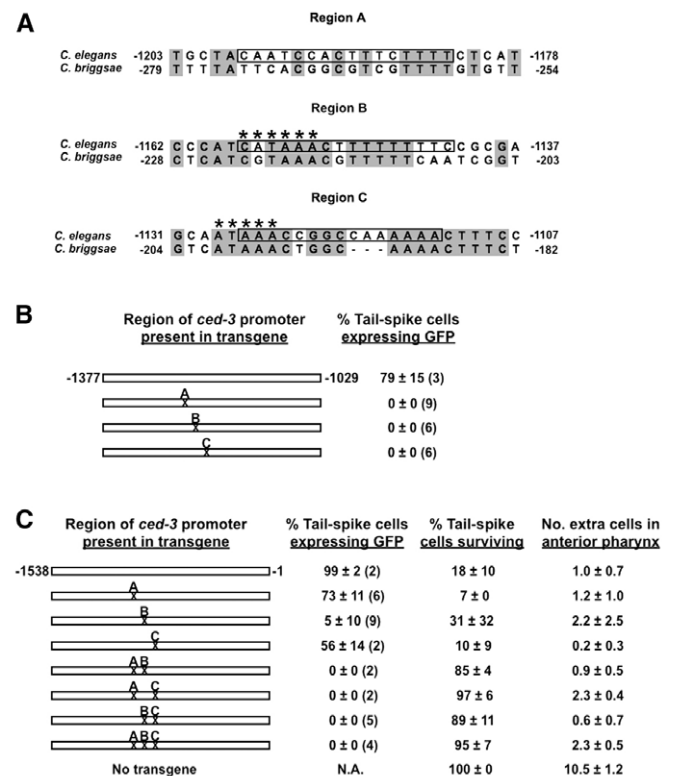 A
Region A
C. elegans -1203 T G C T A C A A T C C A C T T T C T T T T C T C A T -1178
C. briggsae -279 T T T T A T T C A C G G C G T C G T T T T G T G T T -254
Region B
* * * * * *
C. elegans -1162 C C C A T C A T A A A C T T T T T T T T C C G C G A -1137
C. briggsae -228 C T C A T C G T A A A C G T T T T T C A A T C G G T -203
Region C
* * * * *
C. elegans -1131 G C A A T A A A C C G G C C A A A A A A C T T T C C -1107
C. briggsae -204 G T C A T A A A C T G G C - - - A A A A C T T T C T -182
B
Region of ced-3 promoter % Tail-spike cells
present in transgene expressing GFP
-1377 -1029 79 ± 15 (3)
A
X 0 ± 0 (9)
B
X 0 ± 0 (6)
C
X 0 ± 0 (6)
C
Region of ced-3 promoter % Tail-spike cells % Tail-spike No. extra cells in
present in transgene expressing GFP cells surviving anterior pharynx
-1538 -1 99 ± 2 (2) 18 ± 10 1.0 ± 0.7
A
X 73 ± 11 (6) 7 ± 0 1.2 ± 1.0
B
X 5 ± 10 (9) 31 ± 32 2.2 ± 2.5
C
X 56 ± 14 (2) 10 ± 9 0.2 ± 0.3
A B
X X 0 ± 0 (2) 85 ± 4 0.9 ± 0.5
A C
X X 0 ± 0 (2) 97 ± 6 2.3 ± 0.4
B C
X X 0 ± 0 (5) 89 ± 11 0.6 ± 0.7
A B C
X X X 0 ± 0 (4) 95 ± 7 2.3 ± 0.5
No transgene N.A. 100 ± 0 10.5 ± 1.2